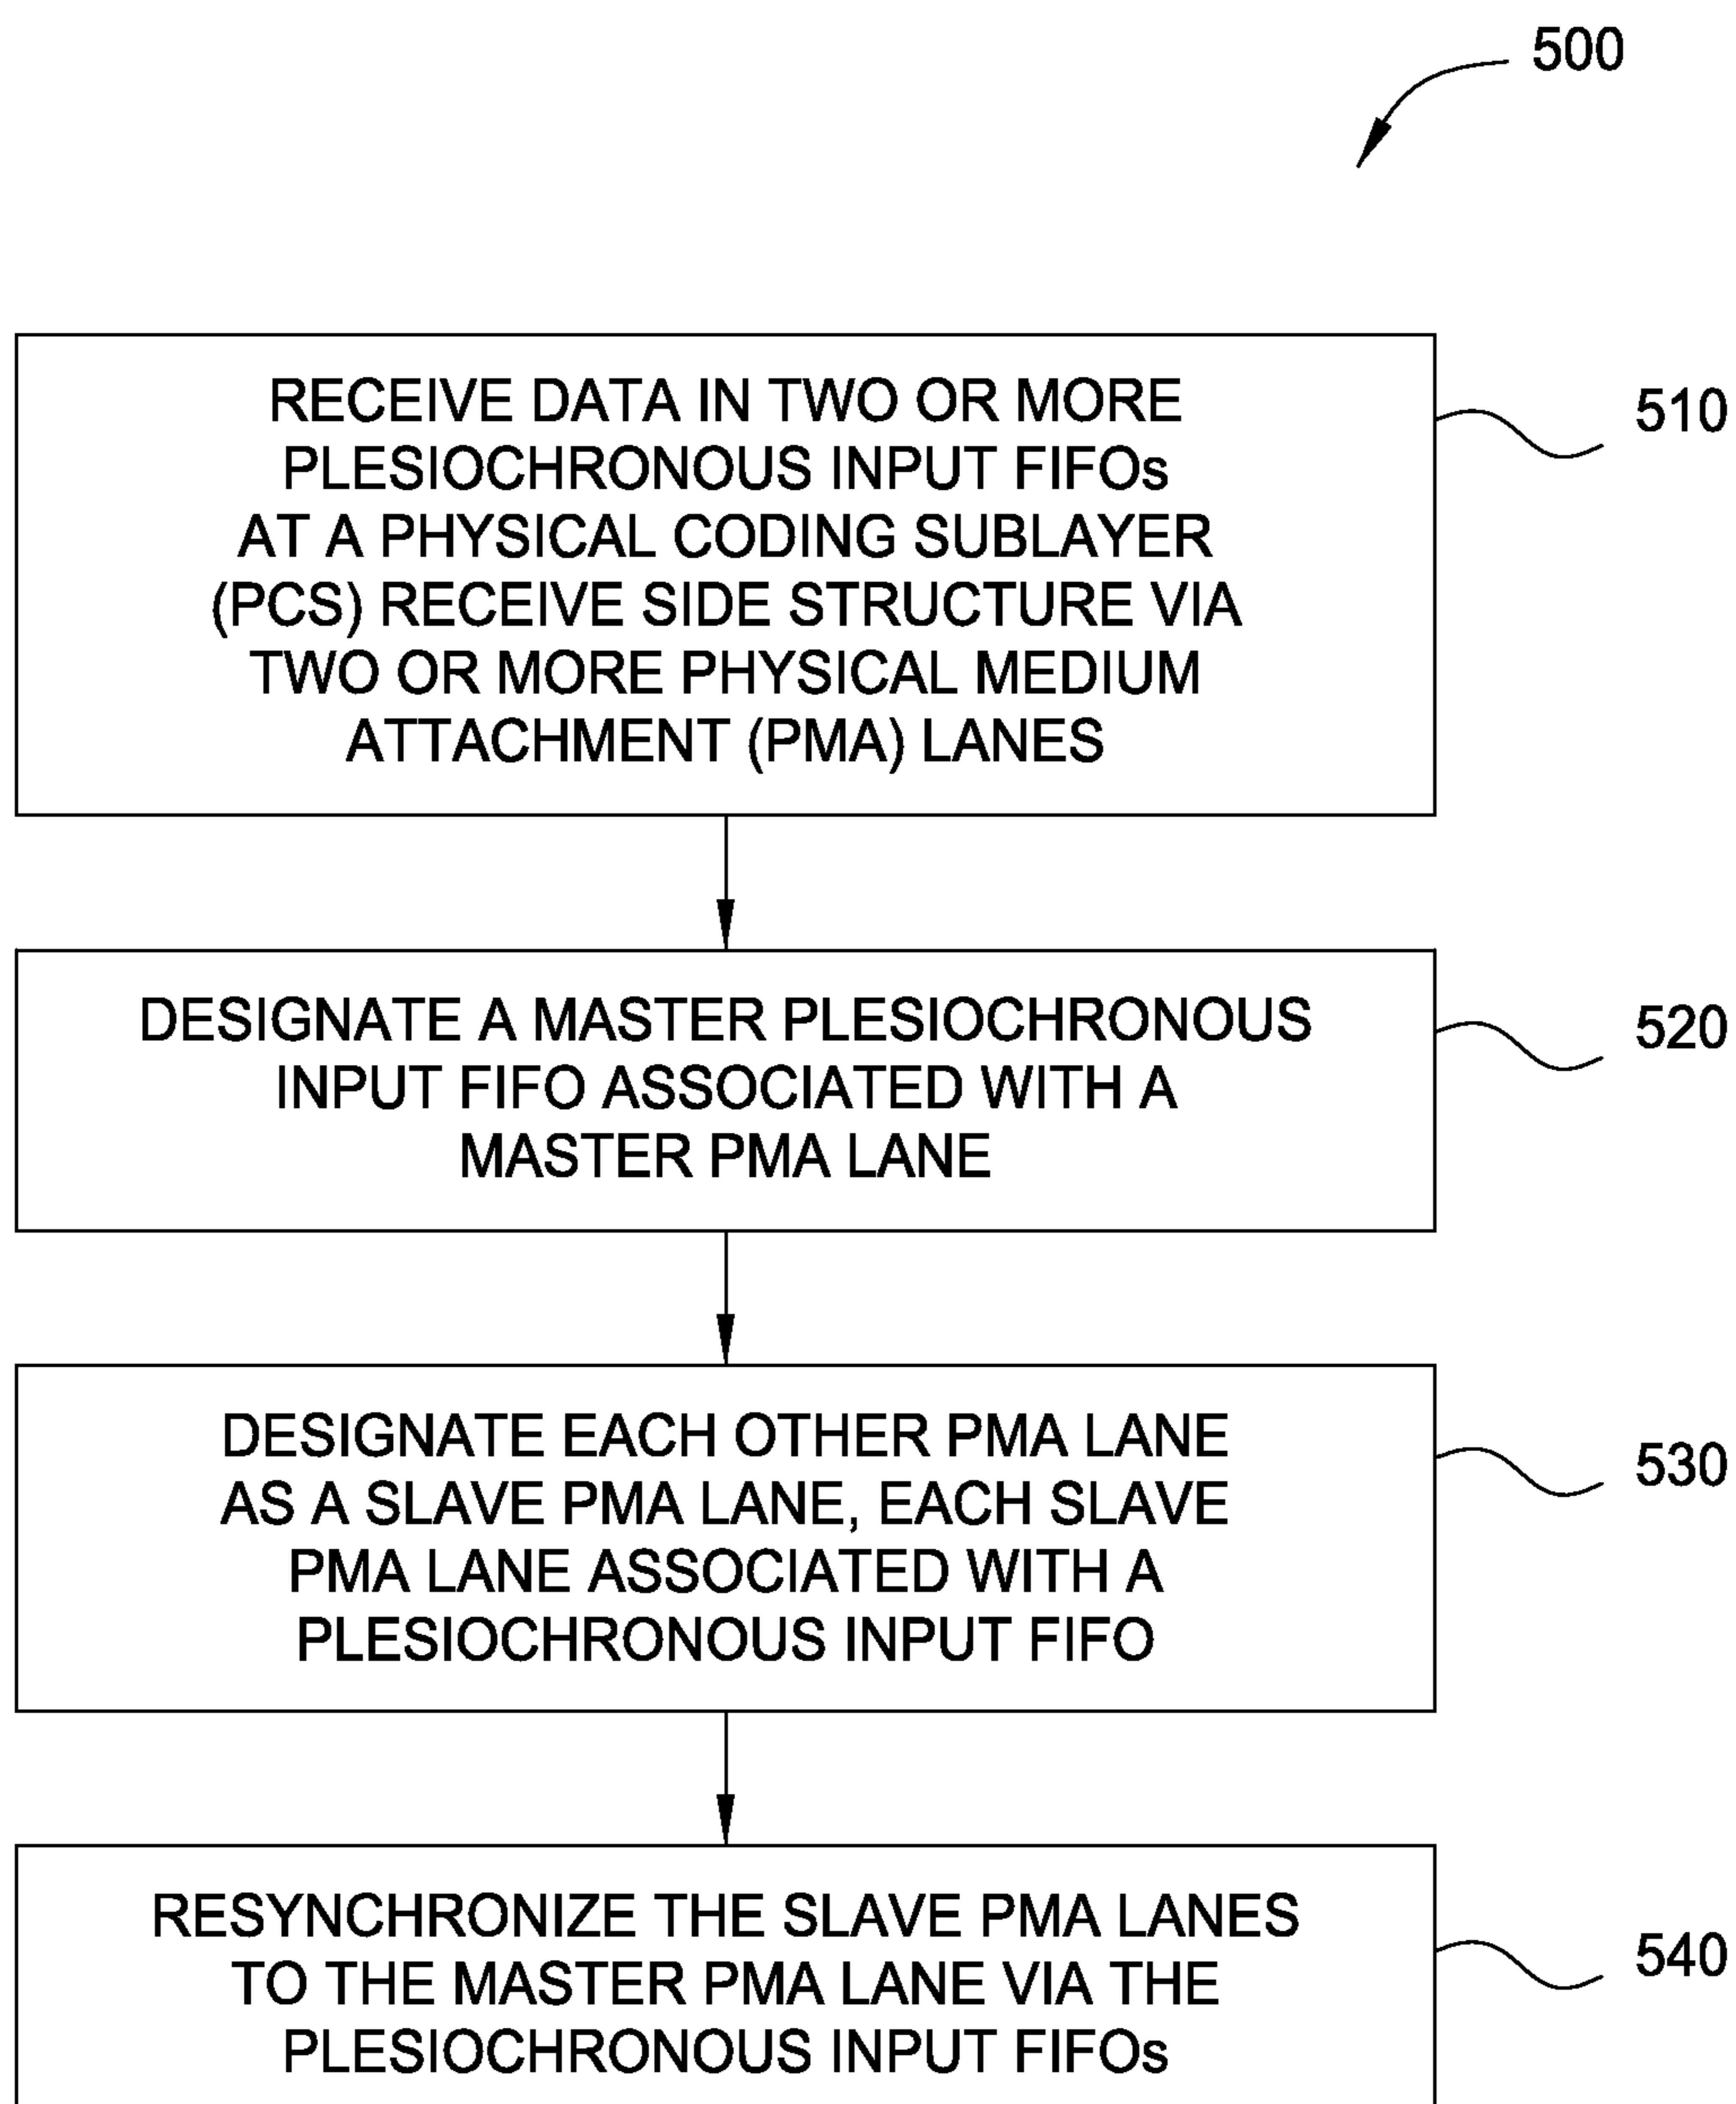 500
RECEIVE DATA IN TWO OR MORE
PLESIOCHRONOUS INPUT FIFOs
AT A PHYSICAL CODING SUBLAYER
(PCS) RECEIVE SIDE STRUCTURE VIA
TWO OR MORE PHYSICAL MEDIUM
ATTACHMENT (PMA) LANES
510
DESIGNATE A MASTER PLESIOCHRONOUS
INPUT FIFO ASSOCIATED WITH A
MASTER PMA LANE
520
DESIGNATE EACH OTHER PMA LANE
AS A SLAVE PMA LANE, EACH SLAVE
PMA LANE ASSOCIATED WITH A
PLESIOCHRONOUS INPUT FIFO
530
RESYNCHRONIZE THE SLAVE PMA LANES
TO THE MASTER PMA LANE VIA THE
PLESIOCHRONOUS INPUT FIFOs
540